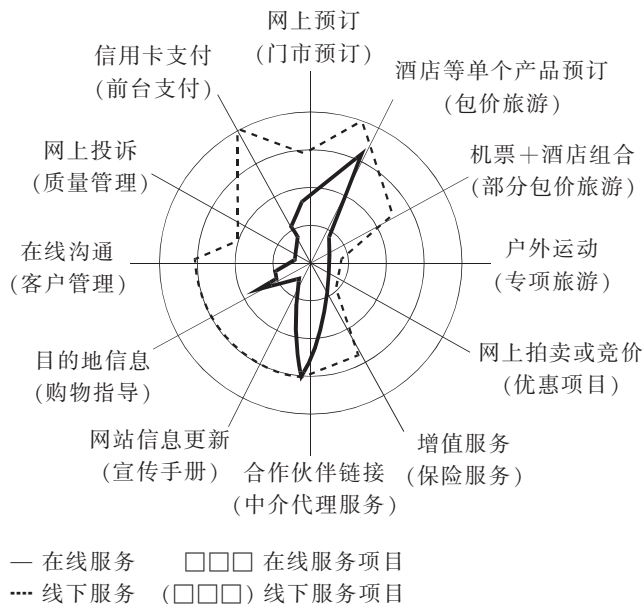 网上预订
(门市预订)
酒店等单个产品预订
(包价旅游)
机票+酒店组合
(部分包价旅游)
户外运动
(专项旅游)
网上拍卖或竞价
(优惠项目)
增值服务
(保险服务)
合作伙伴链接
(中介代理服务)
网站信息更新
(宣传手册)
目的地信息
(购物指导)
在线沟通
(客户管理)
网上投诉
(质量管理)
信用卡支付
(前台支付)
— 在线服务 □□□ 在线服务项目
┅ 线下服务 (□□□) 线下服务项目